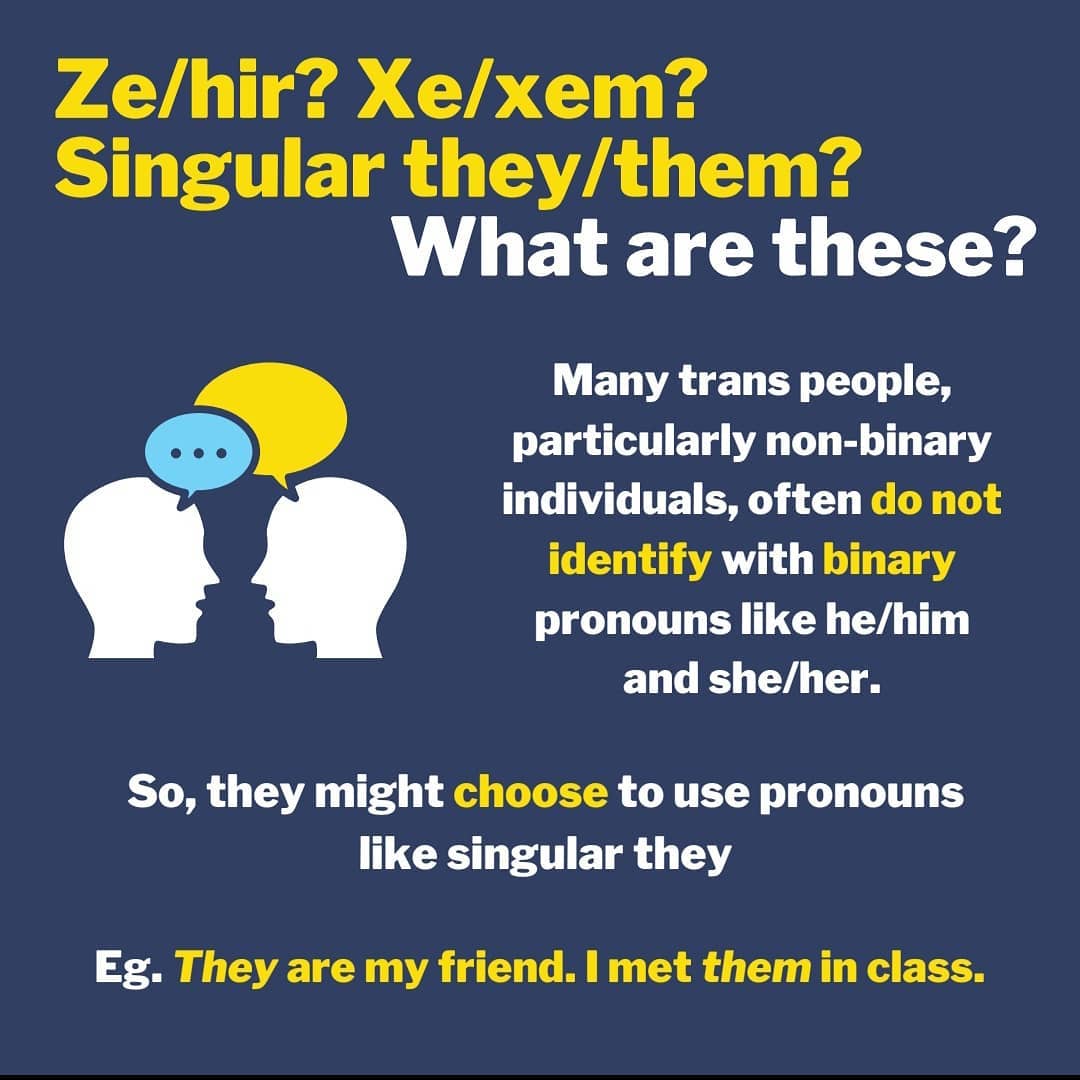 Ze/hir? Xe/xem?
Singular they/them?
What are these?
Many trans people,
particularly non-binary
individuals, often do not
identify with binary
pronouns like he/him
and she/her.
So, they might choose to use pronouns
like singular they
Eg. They are my friend. I met them in class.